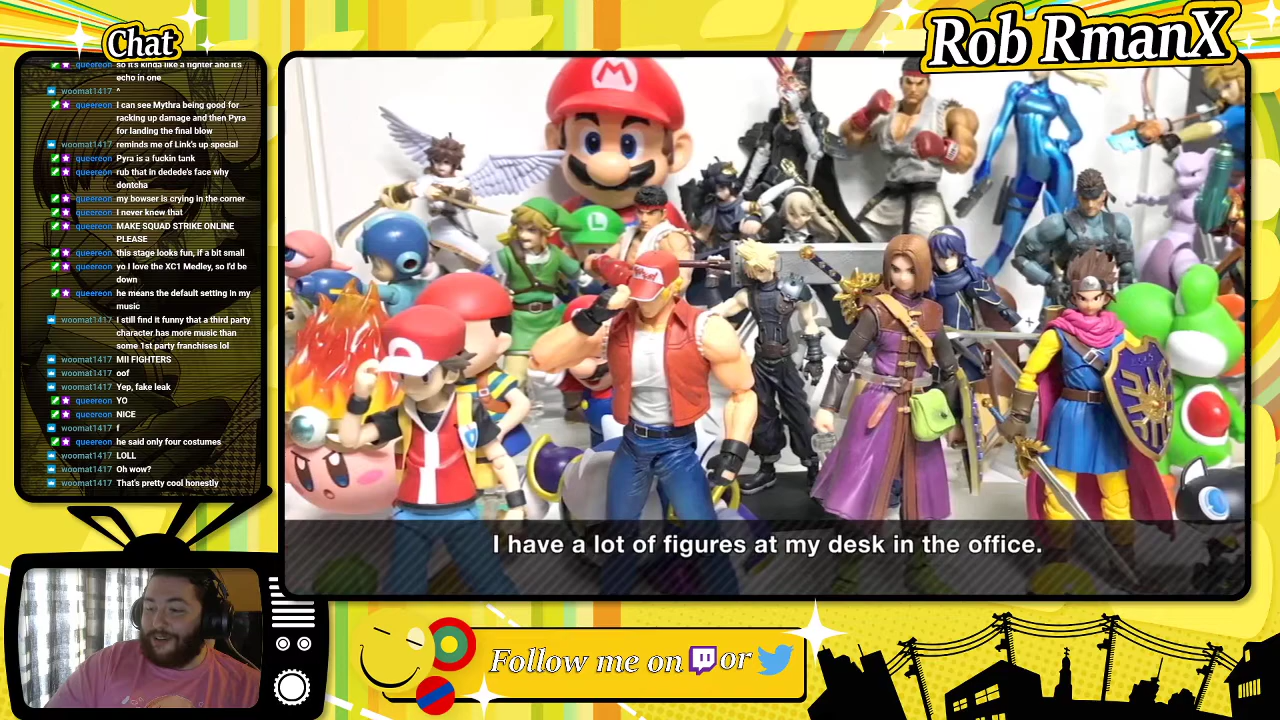 Chat
Rob RmanX
queereon so it's kinda like a fighter and it's
echo in one
woomat1417 ^
queereon I can see Mythra being good for
racking up damage and then Pyra
for landing the final blow
woomat1417 reminds me of Link's up special
queereon Pyra is a fuckin tank
queereon rub that in dedede's face why
dontcha
queereon my bowser is crying in the corner
queereon I never knew that
queereon MAKE SQUAD STRIKE ONLINE
PLEASE
queereon this stage looks fun, if a bit small
queereon yo I love the XC1 Medley, so I'd be
down
queereon he means the default setting in my
music
woomat1417 I still find it funny that a third party
character has more music than
some 1st party franchises lol
woomat1417 MII FIGHTERS
woomat1417 oof
woomat1417 Yep, fake leak
queereon YO
queereon NICE
woomat1417 f
queereon he said only four costumes
woomat1417 LOLL
woomat1417 Oh wow?
woomat1417 That's pretty cool honestly
M
L
I have a lot of figures at my desk in the office.
Follow me on or